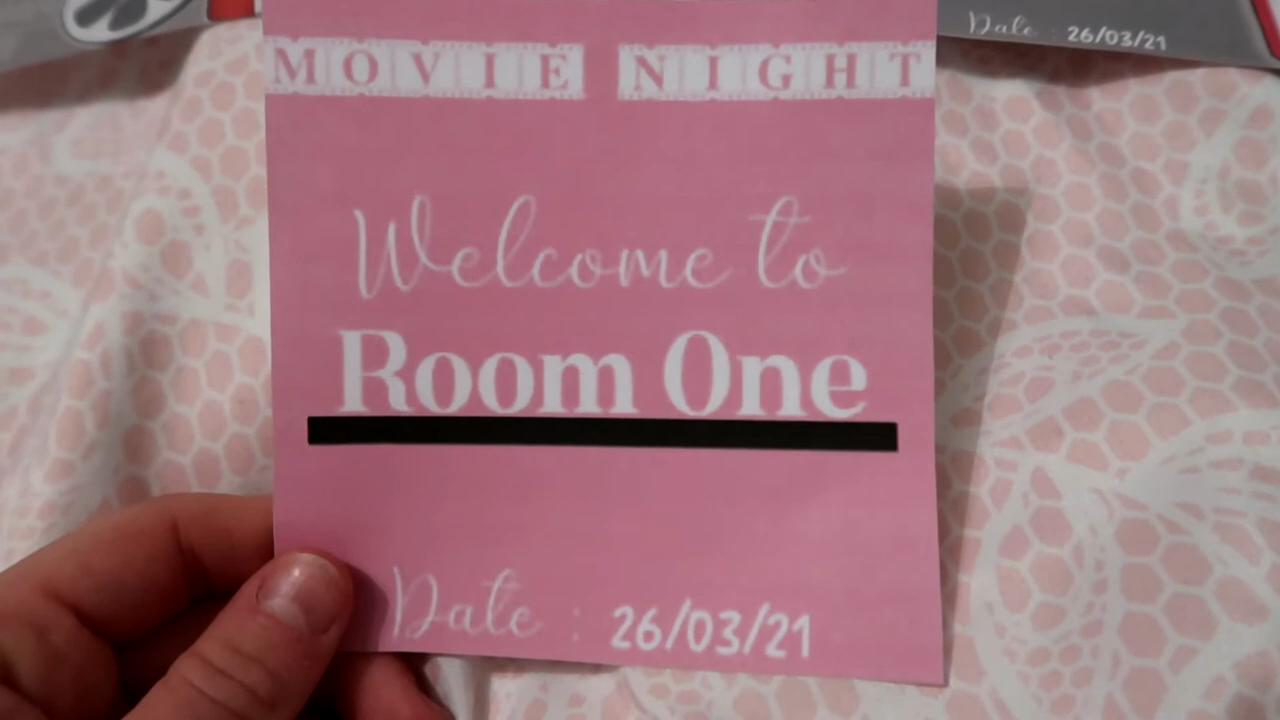 Date : 26/03/21
MOVIE NIGHT
Welcome to
Room One
Date : 26/03/21